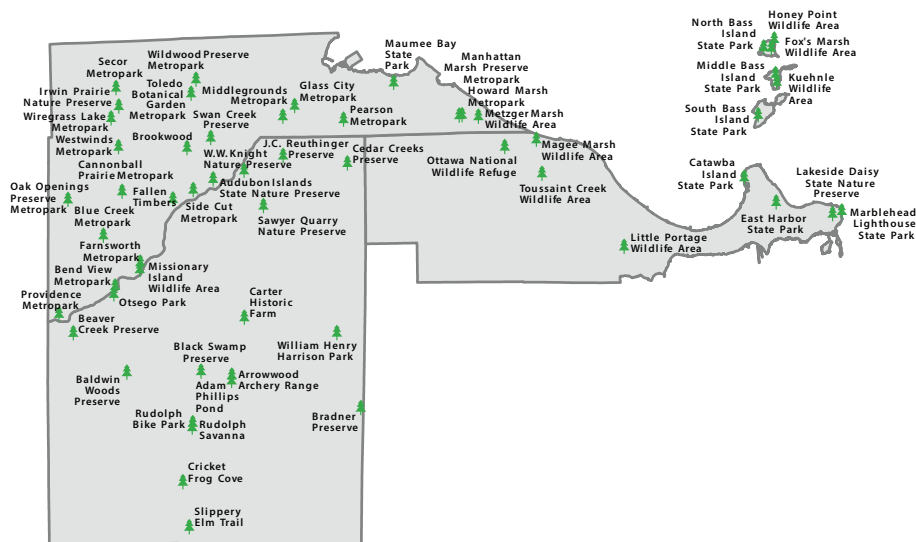 Secor
Metropark
Wildwood Preserve
Metropark
Maumee Bay
State
Park
Manhattan
Marsh Preserve
Metropark
North Bass
Island
State Park
Honey Point
Wildlife Area
Fox's Marsh
Wildlife Area
Irwin Prairie
Nature Preserve
Toledo
Botanical
Garden
Metropark
Middlegrounds
Metropark
Glass City
Metropark
Howard Marsh
Metropark
Middle Bass
Island
State Park
Kuehnle
Wildlife
Area
Wiregrass Lake
Metropark
Swan Creek
Preserve
Pearson
Metropark
Metzger Marsh
Wildlife Area
South Bass
Island
State Park
Westwinds
Metropark
Brookwood
J.C. Reuthinger
Preserve
Cedar Creeks
Preserve
Magee Marsh
Wildlife Area
Ottawa National
Wildlife Refuge
Cannonball
Prairie Metropark
W.W. Knight
Nature Preserve
Catawba
Island
State Park
Lakeside Daisy
State Nature
Preserve
Oak Openings
Preserve
Metropark
Fallen
Timbers
Audubon Islands
State Nature Preserve
Toussaint Creek
Wildlife Area
Blue Creek
Metropark
Side Cut
Metropark
Sawyer Quarry
Nature Preserve
East Harbor
State Park
Marblehead
Lighthouse
State Park
Farnsworth
Metropark
Little Portage
Wildlife Area
Bend View
Metropark
Missionary
Island
Wildlife Area
Providence
Metropark
Otsego Park
Carter
Historic
Farm
Beaver
Creek Preserve
Black Swamp
Preserve
William Henry
Harrison Park
Baldwin
Woods
Preserve
Adam
Phillips
Pond
Arrowwood
Archery Range
Rudolph
Bike Park
Rudolph
Savanna
Bradner
Preserve
Cricket
Frog Cove
Slippery
Elm Trail